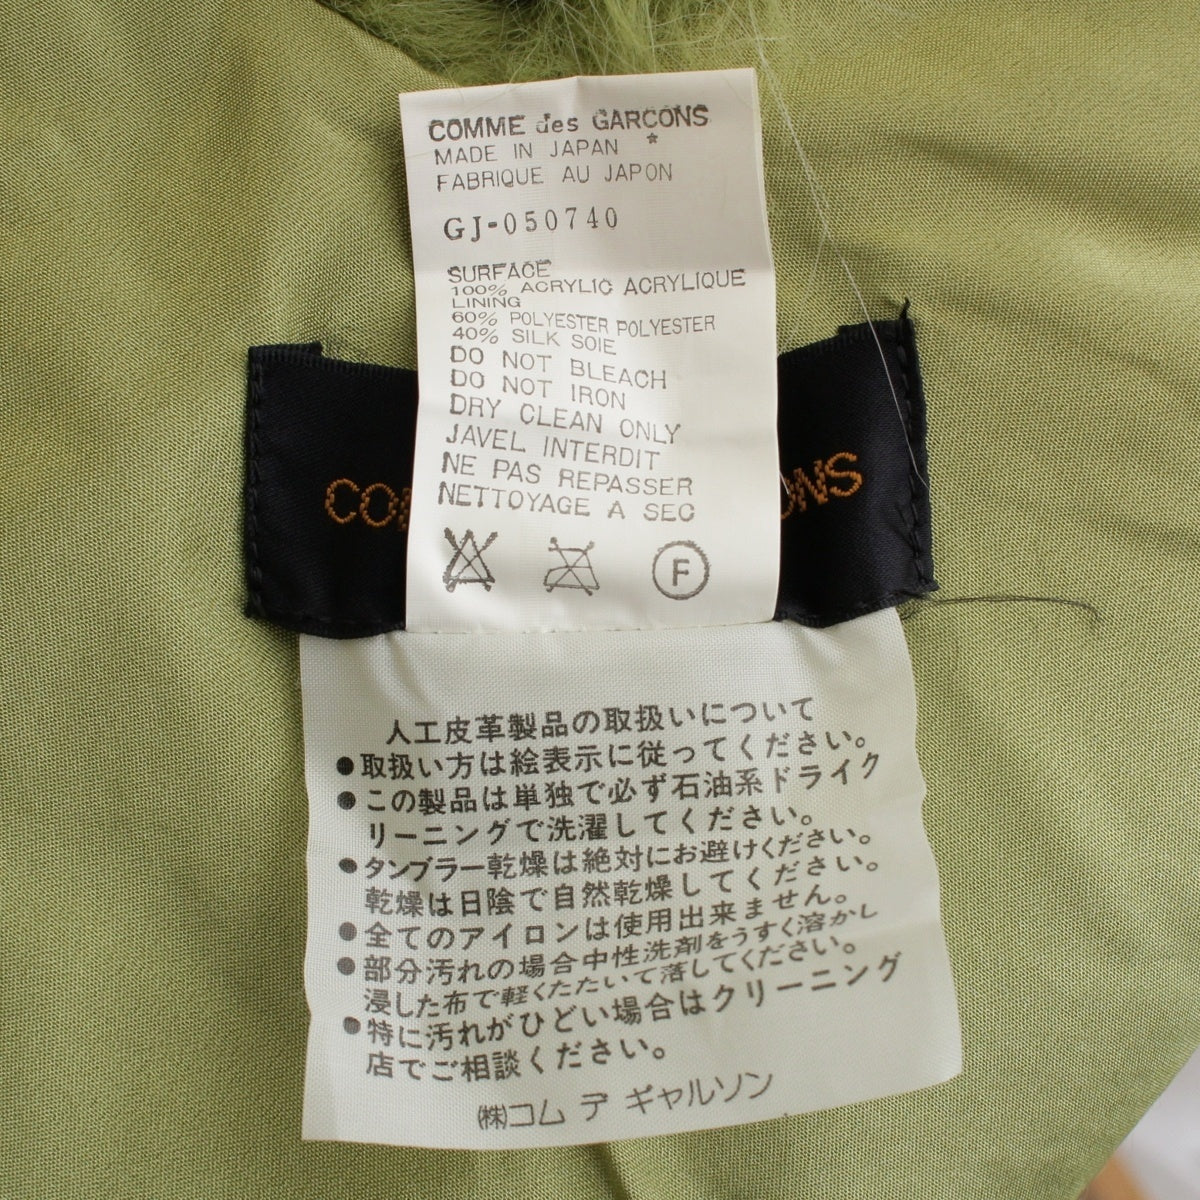 COMME des GARCONS
MADE IN JAPAN *
FABRIQUE AU JAPON
GJ-050740
SURFACE
100% ACRYLIC ACRYLIQUE
LINING
60% POLYESTER POLYESTER
40% SILK SOIE
DO NOT BLEACH
DO NOT IRON
DRY CLEAN ONLY
JAVEL INTERDIT
NE PAS REPASSER
NETTOYAGE A SEC
F
人工皮革製品の取扱いについて
●取扱い方は絵表示に従ってください。
●この製品は単独で必ず石油系ドライク
リーニングで洗濯してください。
●タンブラー乾燥は絶対にお避けください。
乾燥は日陰で自然乾燥してください。
●全てのアイロンは使用出来ません。
●部分汚れの場合中性洗剤をうすく溶かし
浸した布で軽くたたいて落してください。
●特に汚れがひどい場合はクリーニング
店でご相談ください。
㈱コム デ ギャルソン